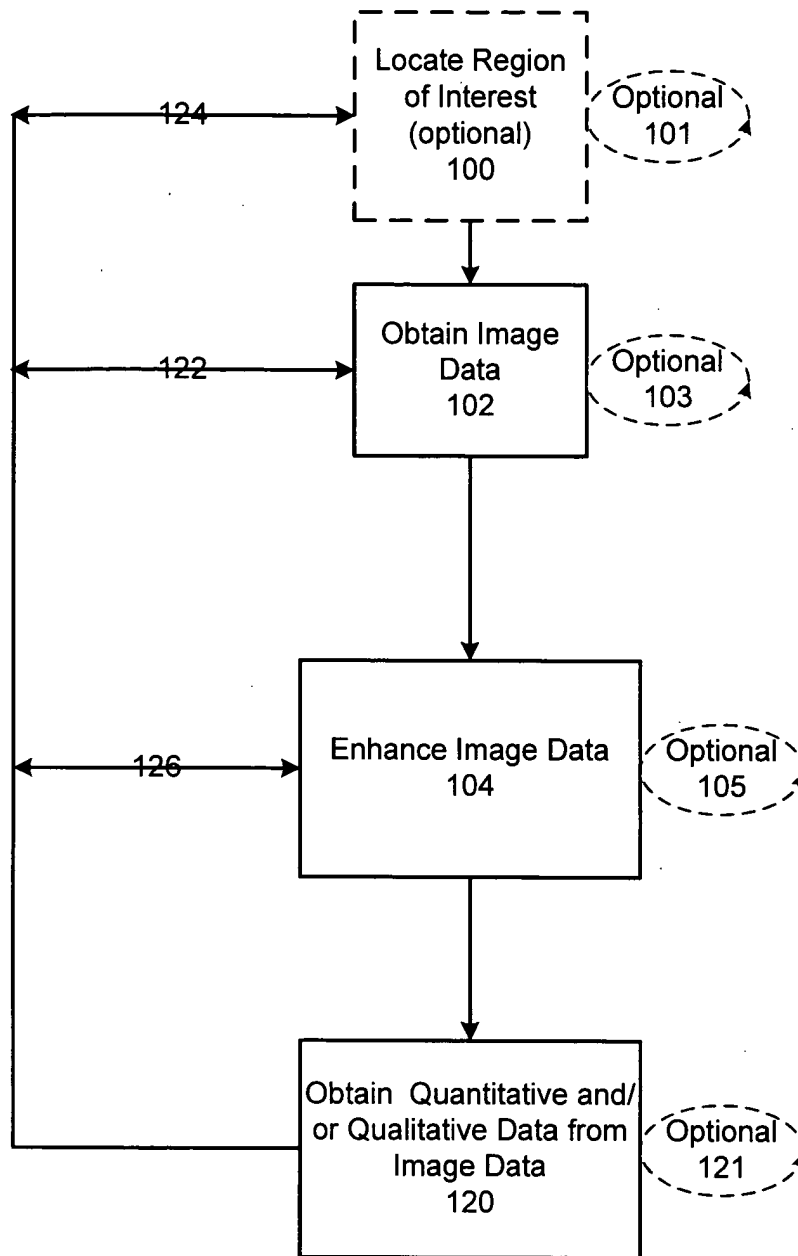 Locate Region
of Interest
(optional)
100
Optional
101
124
Obtain Image
Data
102
Optional
103
122
Enhance Image Data
104
Optional
105
126
Obtain Quantitative and/
or Qualitative Data from
Image Data
120
Optional
121